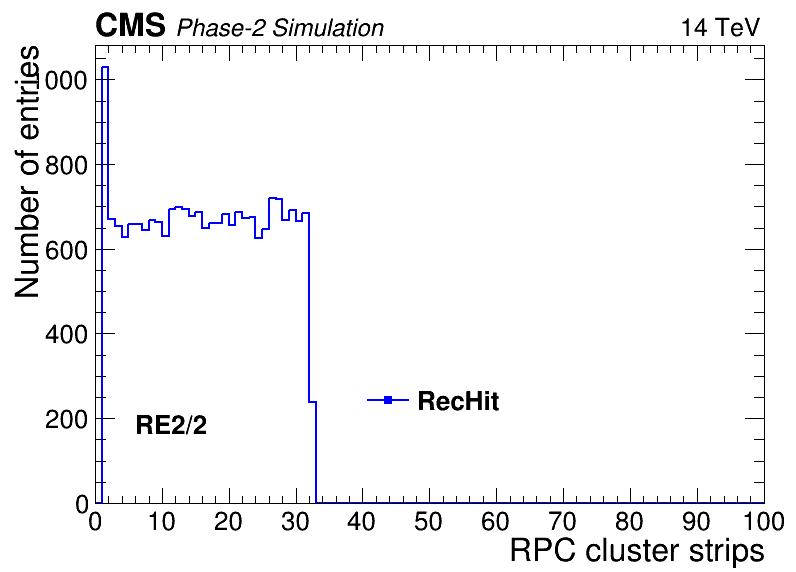 CMS Phase-2 Simulation 14 TeV
Number of entries
1000
800
600
400
200
0
RE2/2
RecHit
0 10 20 30 40 50 60 70 80 90 100
RPC cluster strips